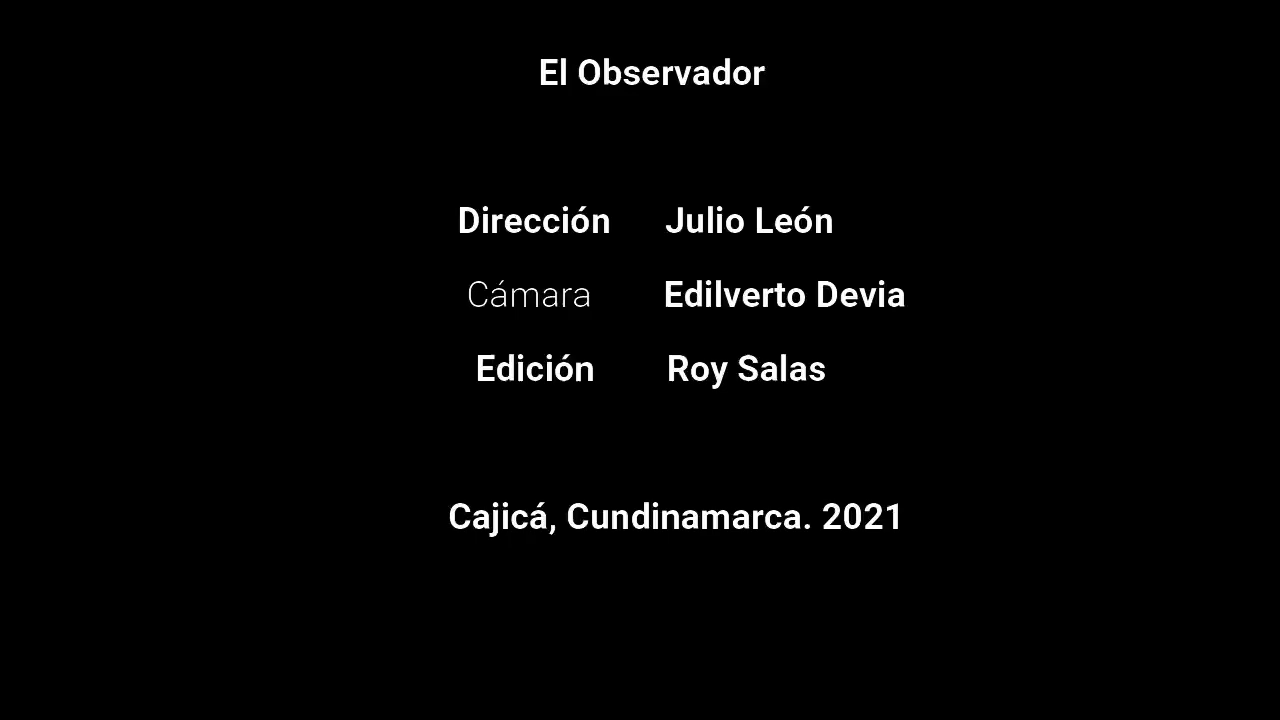 El Observador
Dirección Julio León
Cámara Edilverto Devia
Edición Roy Salas
Cajicá, Cundinamarca. 2021